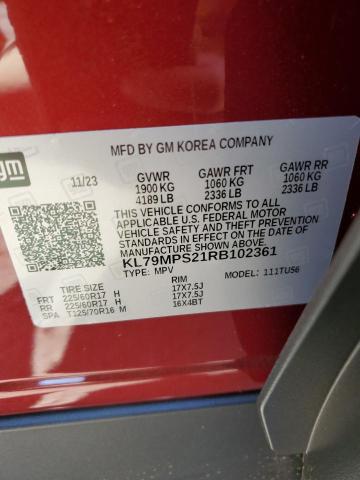 gm
MFD BY GM KOREA COMPANY
11/23 GVWR GAWR FRT GAWR RR
1900 KG 1060 KG 1060 KG
4189 LB 2336 LB 2336 LB
THIS VEHICLE CONFORMS TO ALL
APPLICABLE U.S. FEDERAL MOTOR
VEHICLE SAFETY AND THEFT
PREVENTION STANDARDS IN EFFECT ON THE DATE OF
MANUFACTURE SHOWN ABOVE.
KL79MPS21RB102361
TYPE: MPV MODEL: 111TU56
TIRE SIZE RIM
FRT 225/60R17 H 17X7.5J
RR 225/60R17 H 17X7.5J
SPA T125/70R16 M 16X4BT